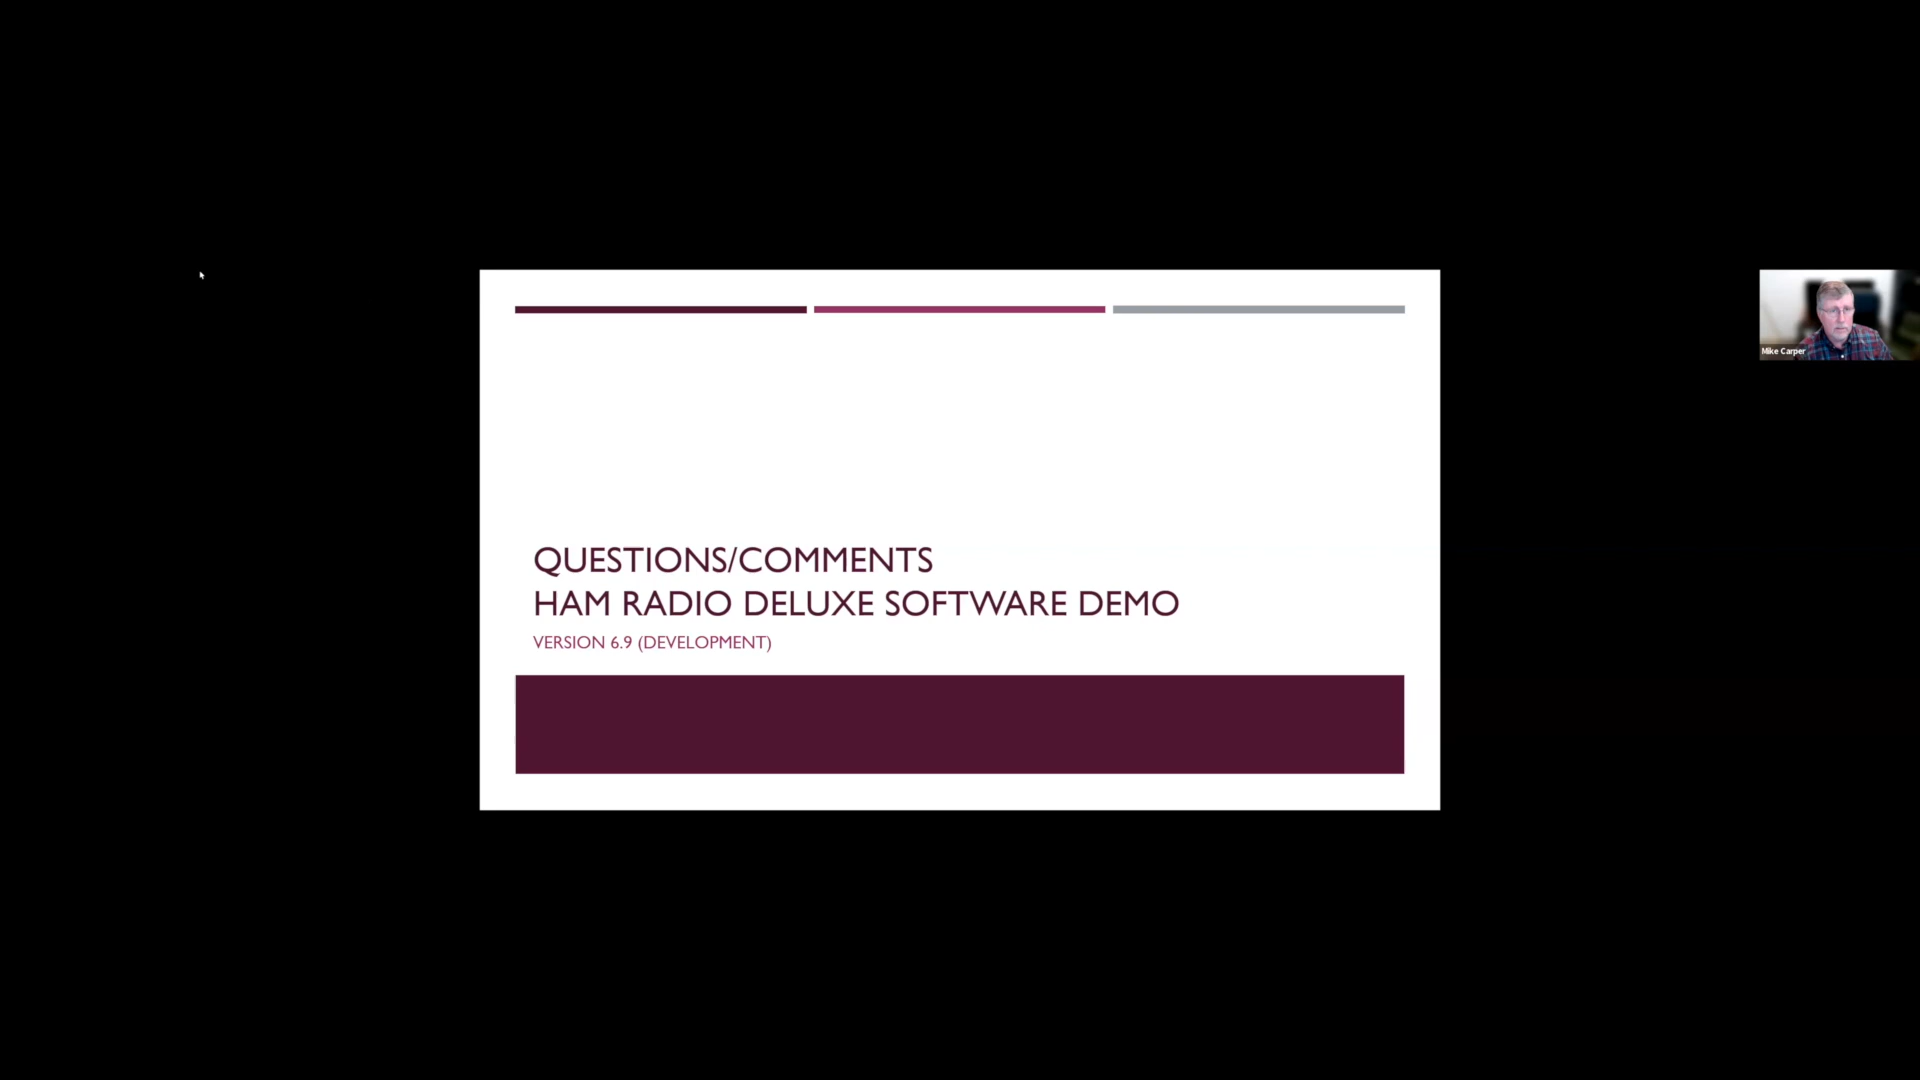 QUESTIONS/COMMENTS
HAM RADIO DELUXE SOFTWARE DEMO
VERSION 6.9 (DEVELOPMENT)
Mike Carper